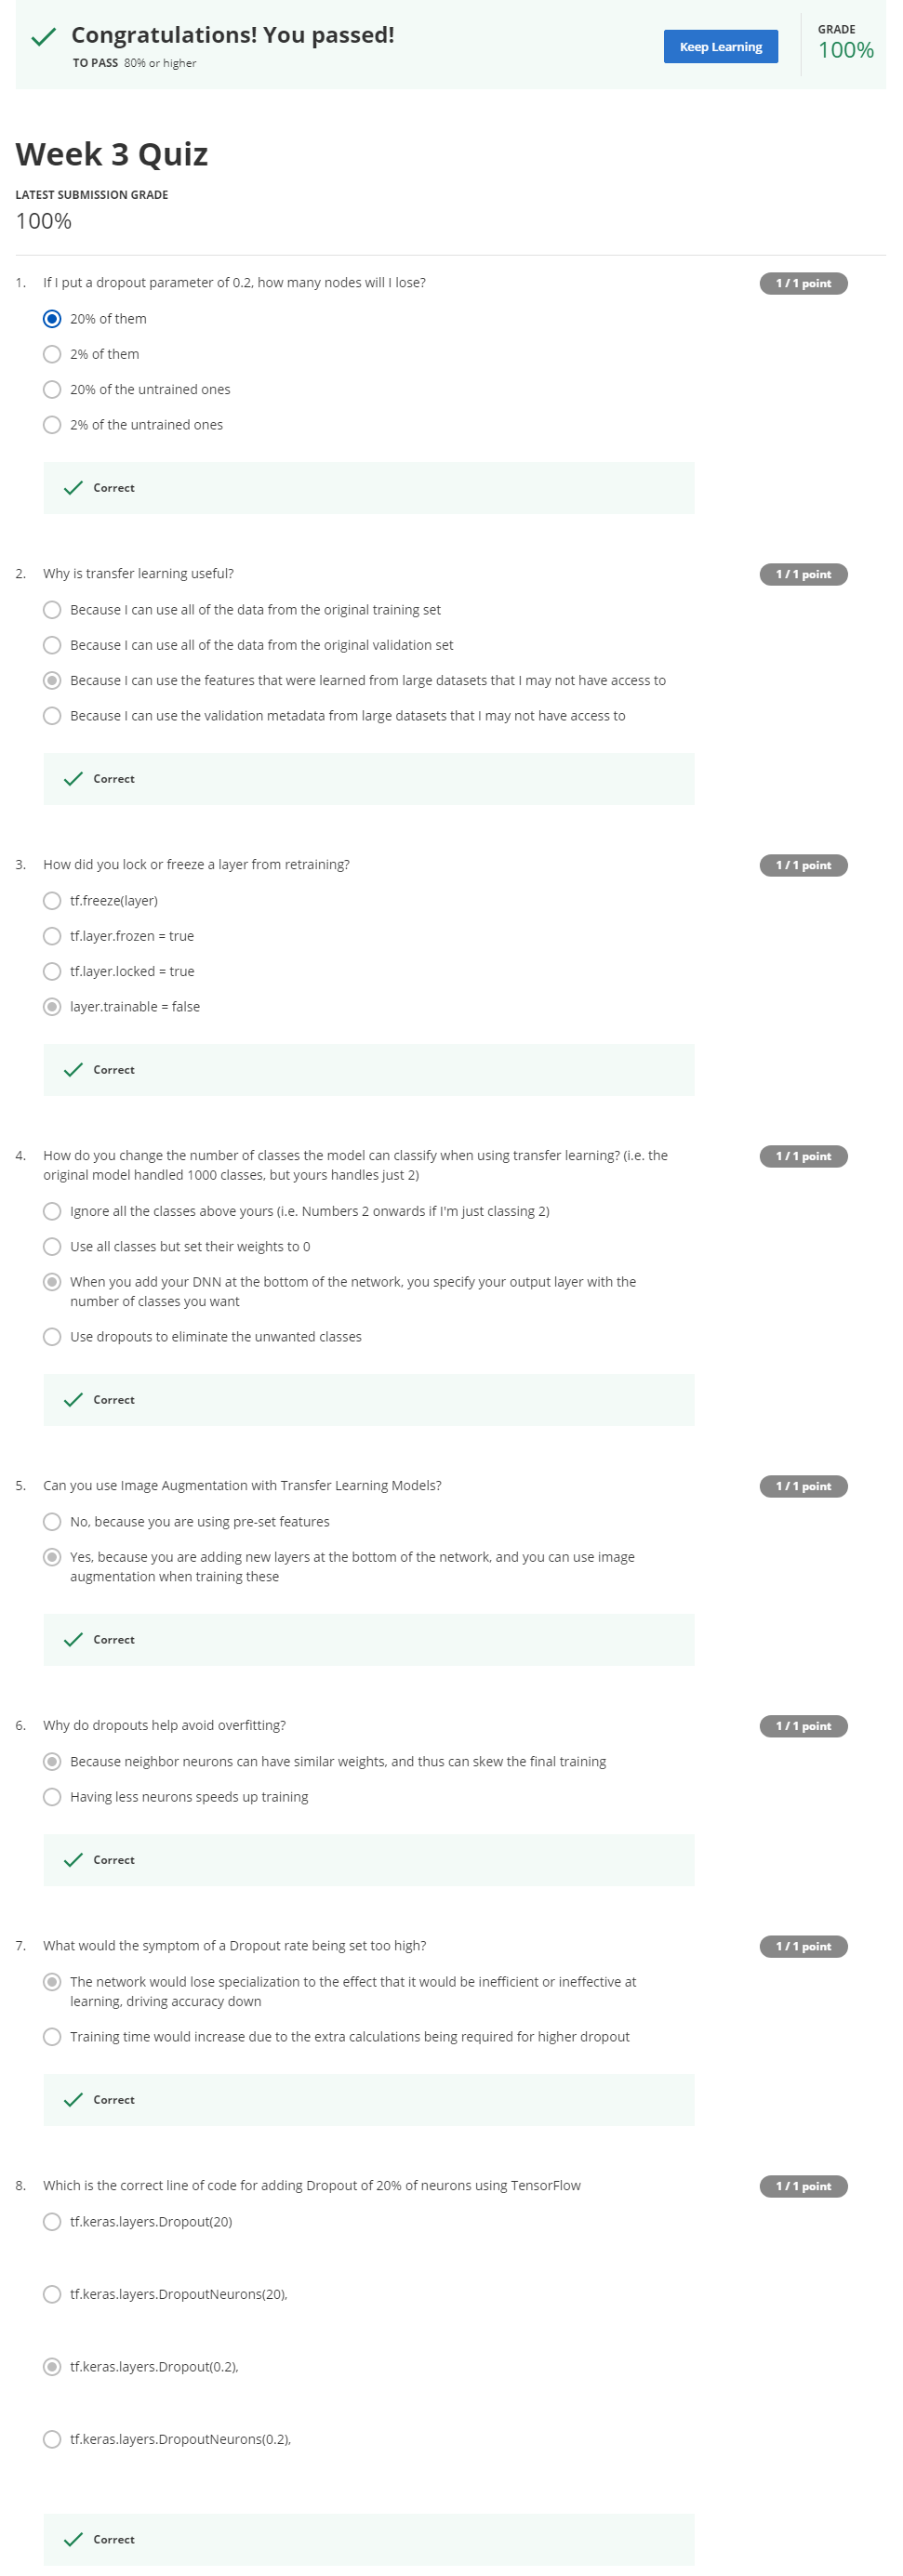 Congratulations! You passed!
TO PASS 80% or higher
Keep Learning
GRADE
100%
Week 3 Quiz
LATEST SUBMISSION GRADE
100%
1. If I put a dropout parameter of 0.2, how many nodes will I lose?
1 / 1 point
20% of them
2% of them
20% of the untrained ones
2% of the untrained ones
Correct
2. Why is transfer learning useful?
1 / 1 point
Because I can use all of the data from the original training set
Because I can use all of the data from the original validation set
Because I can use the features that were learned from large datasets that I may not have access to
Because I can use the validation metadata from large datasets that I may not have access to
Correct
3. How did you lock or freeze a layer from retraining?
1 / 1 point
tf.freeze(layer)
tf.layer.frozen = true
tf.layer.locked = true
layer.trainable = false
Correct
4. How do you change the number of classes the model can classify when using transfer learning? (i.e. the
original model handled 1000 classes, but yours handles just 2)
1 / 1 point
Ignore all the classes above yours (i.e. Numbers 2 onwards if I'm just classing 2)
Use all classes but set their weights to 0
When you add your DNN at the bottom of the network, you specify your output layer with the
number of classes you want
Use dropouts to eliminate the unwanted classes
Correct
5. Can you use Image Augmentation with Transfer Learning Models?
1 / 1 point
No, because you are using pre-set features
Yes, because you are adding new layers at the bottom of the network, and you can use image
augmentation when training these
Correct
6. Why do dropouts help avoid overfitting?
1 / 1 point
Because neighbor neurons can have similar weights, and thus can skew the final training
Having less neurons speeds up training
Correct
7. What would the symptom of a Dropout rate being set too high?
1 / 1 point
The network would lose specialization to the effect that it would be inefficient or ineffective at
learning, driving accuracy down
Training time would increase due to the extra calculations being required for higher dropout
Correct
8. Which is the correct line of code for adding Dropout of 20% of neurons using TensorFlow
1 / 1 point
tf.keras.layers.Dropout(20)
tf.keras.layers.DropoutNeurons(20),
tf.keras.layers.Dropout(0.2),
tf.keras.layers.DropoutNeurons(0.2),
Correct